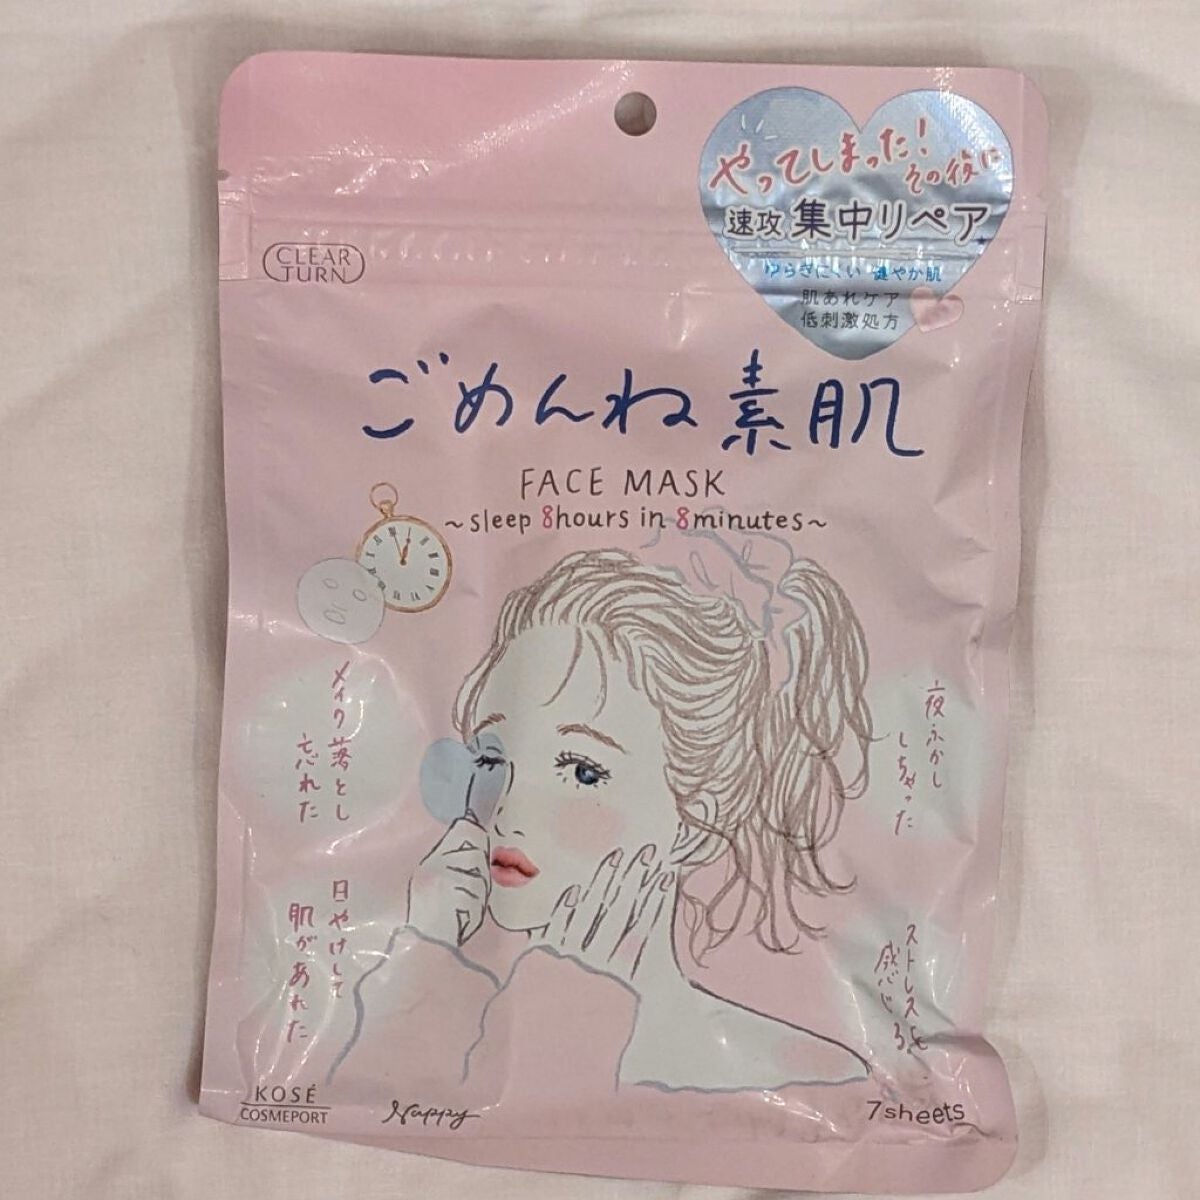 やってしまった!
その後に
速攻 集中リペア
ゆらぎにくい 健やか肌
肌あれケア
低刺激処方
CLEAR
TURN
ごめんね素肌
FACE MASK
~sleep 8hours in 8minutes~
メイク落とし
忘れた
夜ふかし
しちゃった
日やけして
肌があれた
ストレスを
感じる
KOSÉ
COSMEPORT
Nappy
7sheets